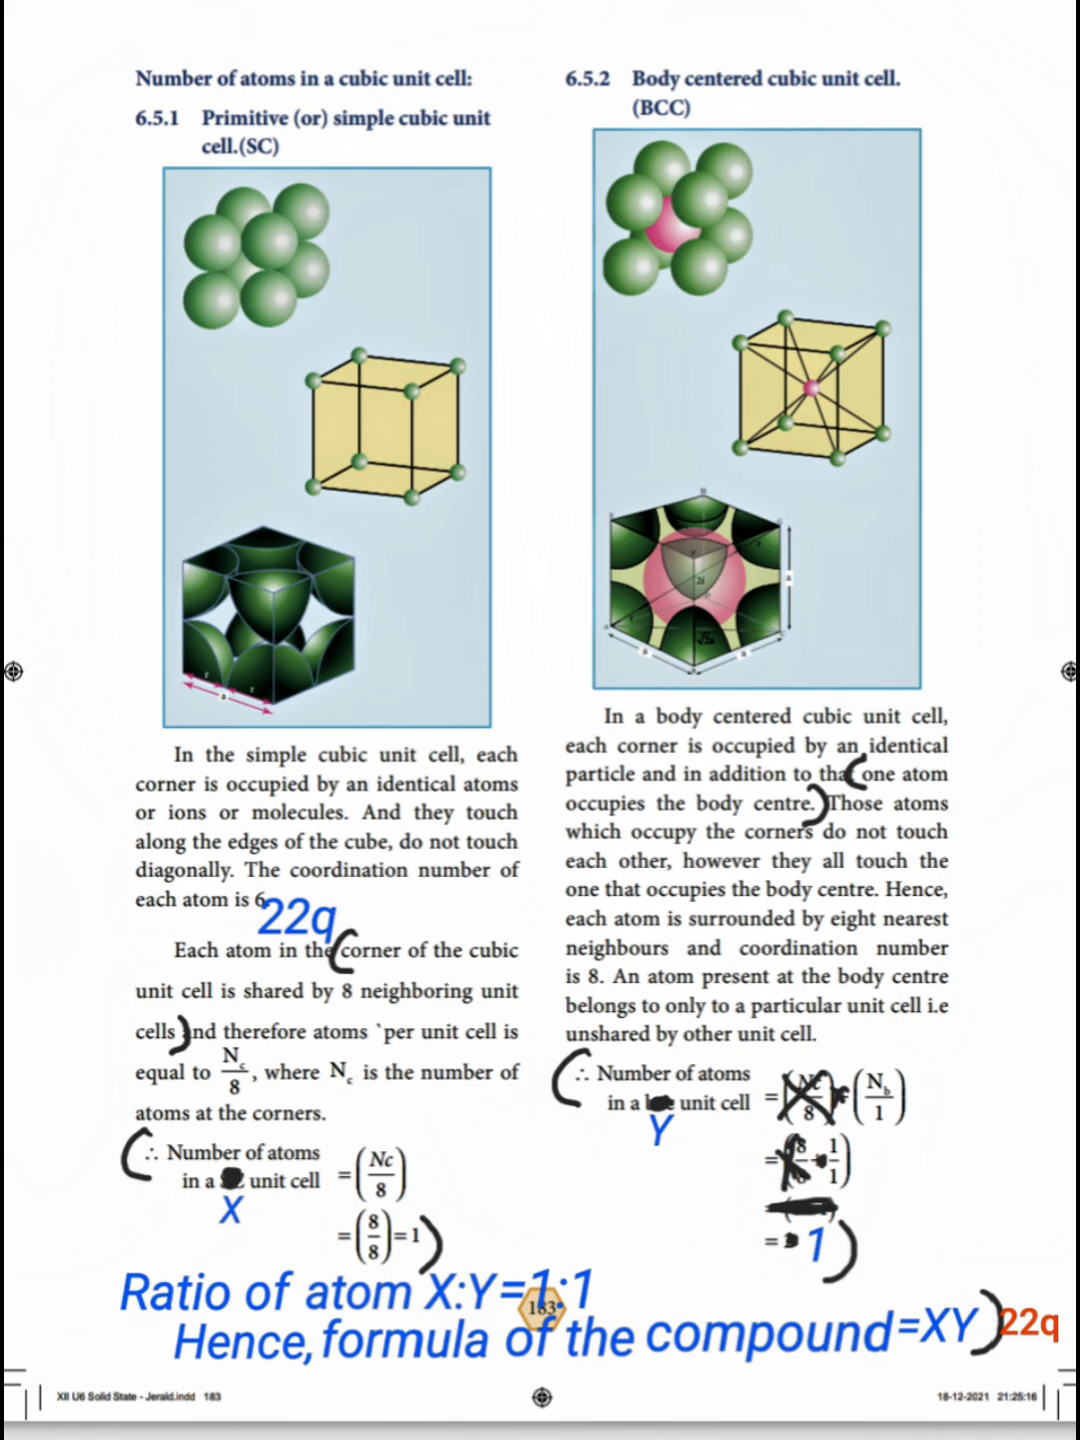 Number of atoms in a cubic unit cell:
6.5.1 Primitive (or) simple cubic unit
cell.(SC)
r
r
a
In the simple cubic unit cell, each
corner is occupied by an identical atoms
or ions or molecules. And they touch
along the edges of the cube, do not touch
diagonally. The coordination number of
each atom is 6
22q
Each atom in the corner of the cubic
unit cell is shared by 8 neighboring unit
cells and therefore atoms `per unit cell is
equal to Nc/8, where Nc is the number of
atoms at the corners.
∴ Number of atoms
in a unit cell = (Nc/8)
X
= (8/8) = 1
6.5.2 Body centered cubic unit cell.
(BCC)
√2a
a
a
a
In a body centered cubic unit cell,
each corner is occupied by an identical
particle and in addition to that one atom
occupies the body centre. Those atoms
which occupy the corners do not touch
each other, however they all touch the
one that occupies the body centre. Hence,
each atom is surrounded by eight nearest
neighbours and coordination number
is 8. An atom present at the body centre
belongs to only to a particular unit cell i.e
unshared by other unit cell.
∴ Number of atoms
in a unit cell = (Nc/8) (Nb/1)
Y
= (8/8 1/1)
= 1
Ratio of atom X:Y=1:1
183
Hence, formula of the compound=XY 22q
XII U6 Solid State - Jerald.indd 183
18-12-2021 21:25:16